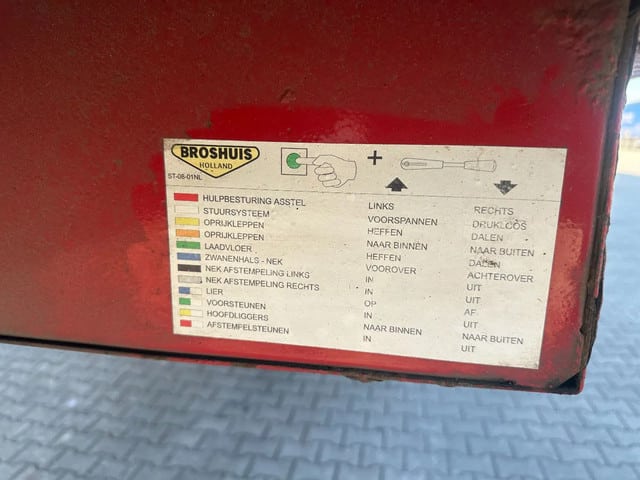 BROSHUIS
HOLLAND
ST-06-01NL
+
HULPBESTURING ASSTEL LINKS RECHTS
STUURSYSTEEM VOORSPANNEN DRUKLOOS
OPRIJKLEPPEN HEFFEN DALEN
OPRIJKLEPPEN NAAR BINNEN NAAR BUITEN
LAADVLOER HEFFEN DALEN
ZWANENHALS - NEK VOOROVER ACHTEROVER
NEK AFSTEMPELING LINKS IN UIT
NEK AFSTEMPELING RECHTS IN UIT
LIER OP AF
VOORSTEUNEN IN UIT
HOOFDLIGGERS NAAR BINNEN NAAR BUITEN
AFSTEMPELSTEUNEN IN UIT